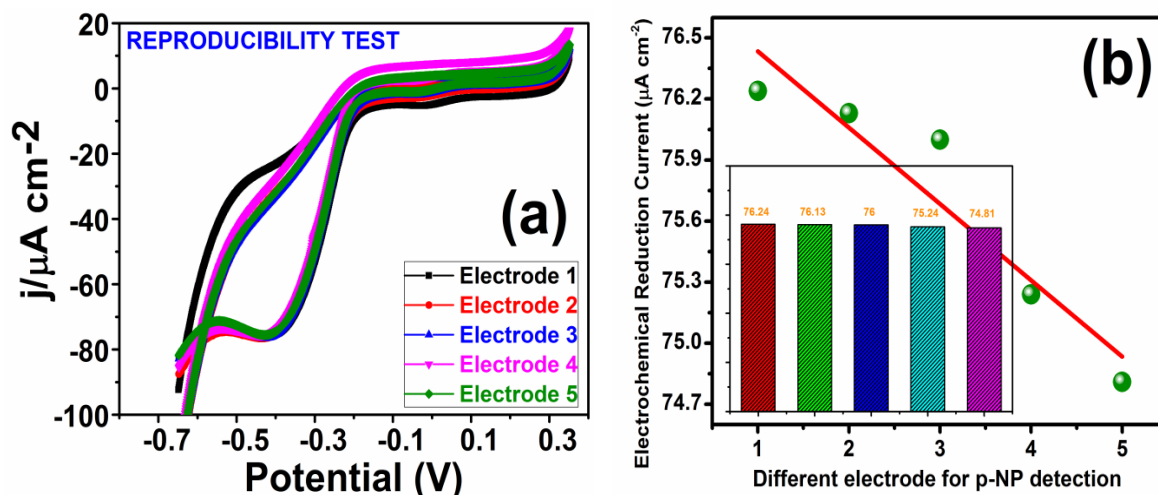 REPRODUCIBILITY TEST
(a)
j/μA cm-2
20
0
-20
-40
-60
-80
-100
Electrode 1
Electrode 2
Electrode 3
Electrode 4
Electrode 5
-0.7 -0.5 -0.3 -0.1 0.1 0.3
Potential (V)
(b)
Electrochemical Reduction Current (μA cm⁻²)
76.5
76.2
75.9
75.6
75.3
75.0
74.7
76.24 76.13 76 75.24 74.81
1 2 3 4 5
Different electrode for p-NP detection